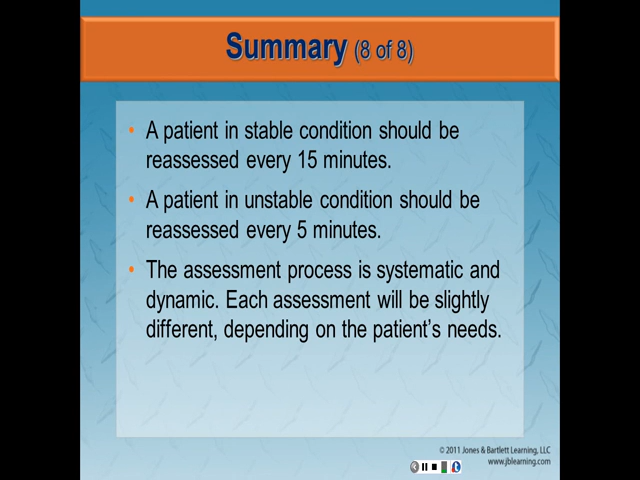 Summary (8 of 8)
• A patient in stable condition should be
reassessed every 15 minutes.
• A patient in unstable condition should be
reassessed every 5 minutes.
• The assessment process is systematic and
dynamic. Each assessment will be slightly
different, depending on the patient's needs.
© 2011 Jones & Bartlett Learning, LLC
www.jblearning.com